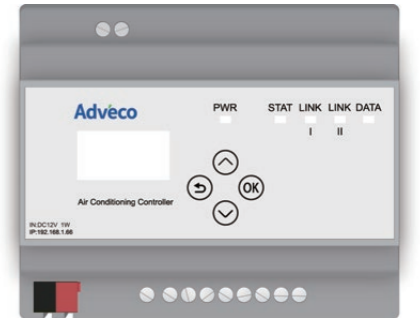 Adveco
PWR STAT LINK LINK DATA
I II
OK
Air Conditioning Controller
IN:DC12V 1W
IP:192.168.1.66